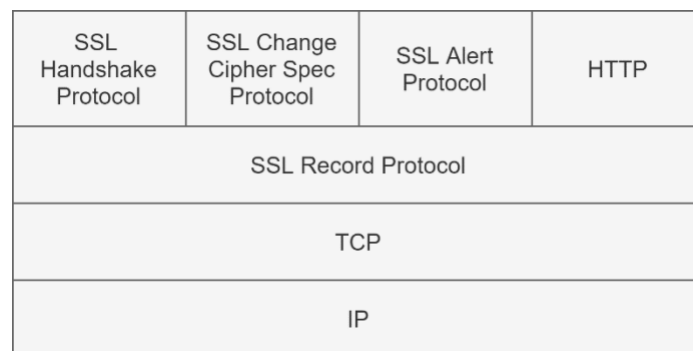 SSL
Handshake
Protocol
SSL Change
Cipher Spec
Protocol
SSL Alert
Protocol
HTTP
SSL Record Protocol
TCP
IP